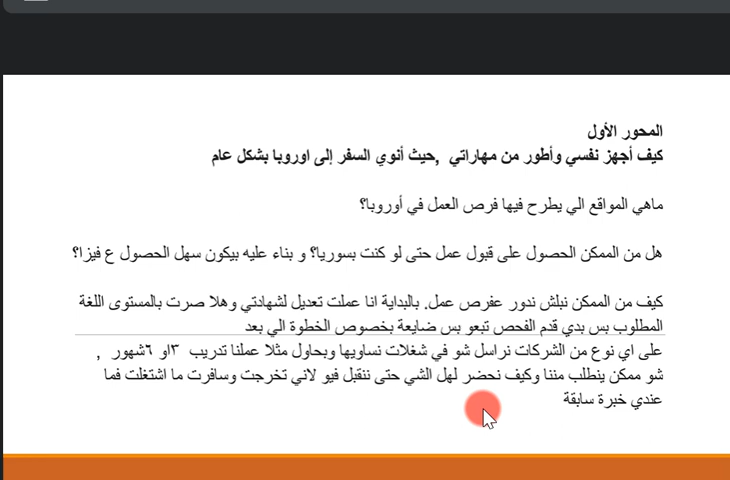 المحور الأول
كيف أجهز نفسي وأطور من مهاراتي ,حيث أنوي السفر إلى اوروبا بشكل عام
ماهي المواقع الي يطرح فيها فرص العمل في أوروبا؟
هل من الممكن الحصول على قبول عمل حتى لو كنت بسوريا؟ و بناء عليه بيكون سهل الحصول ع فيزا؟
كيف من الممكن نبلش ندور عفرص عمل. بالبداية انا عملت تعديل لشهادتي وهلا صرت بالمستوى اللغة
المطلوب بس بدي قدم الفحص تبعو بس ضايعة بخصوص الخطوة الي بعد
على اي نوع من الشركات نراسل شو في شغلات نساويها وبحاول مثلا عملنا تدريب ٣او ٦شهور ,
شو ممكن ينطلب مننا وكيف نحضر لهل الشي حتى ننقبل فيو لاني تخرجت وسافرت ما اشتغلت فما
عندي خبرة سابقة